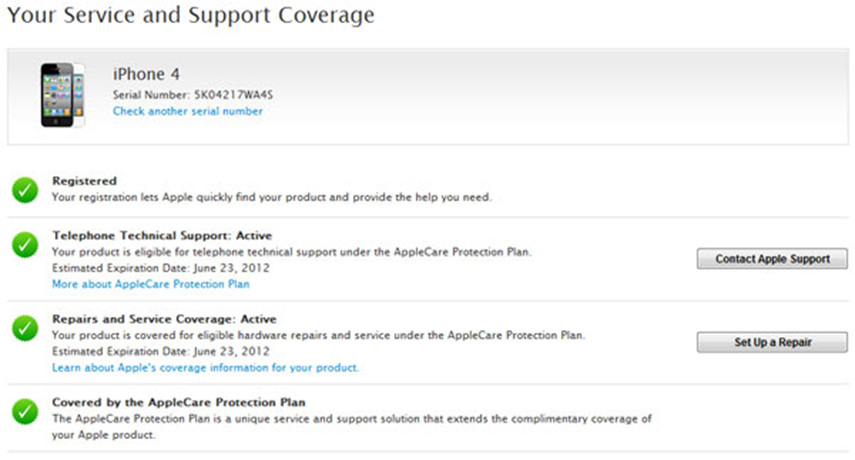 Your Service and Support Coverage
iPhone 4
Serial Number: 5K04217WA4S
Check another serial number
Registered
Your registration lets Apple quickly find your product and provide the help you need.
Telephone Technical Support: Active
Your product is eligible for telephone technical support under the AppleCare Protection Plan.
Estimated Expiration Date: June 23, 2012
More about AppleCare Protection Plan
Contact Apple Support
Repairs and Service Coverage: Active
Your product is covered for eligible hardware repairs and service under the AppleCare Protection Plan.
Estimated Expiration Date: June 23, 2012
Learn about Apple's coverage information for your product.
Set Up a Repair
Covered by the AppleCare Protection Plan
The AppleCare Protection Plan is a unique service and support solution that extends the complimentary coverage of
your Apple product.